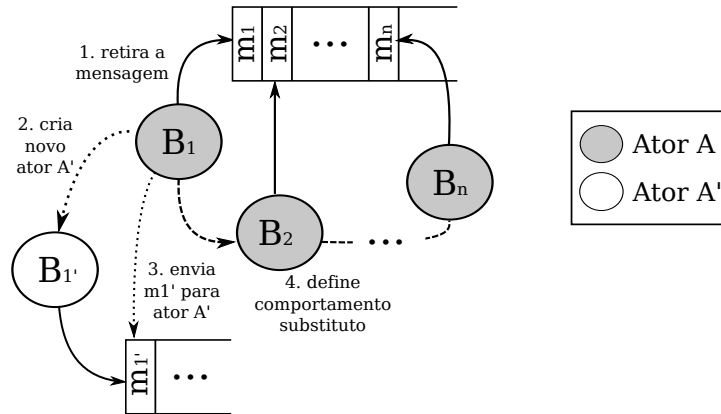 m1 m2 ... mn
1. retira a
mensagem
2. cria
novo
ator A'
B1
Ator A
Ator A'
Bn
B2 ...
B1'
3. envia
m1' para
ator A'
4. define
comportamento
substituto
m1' ...